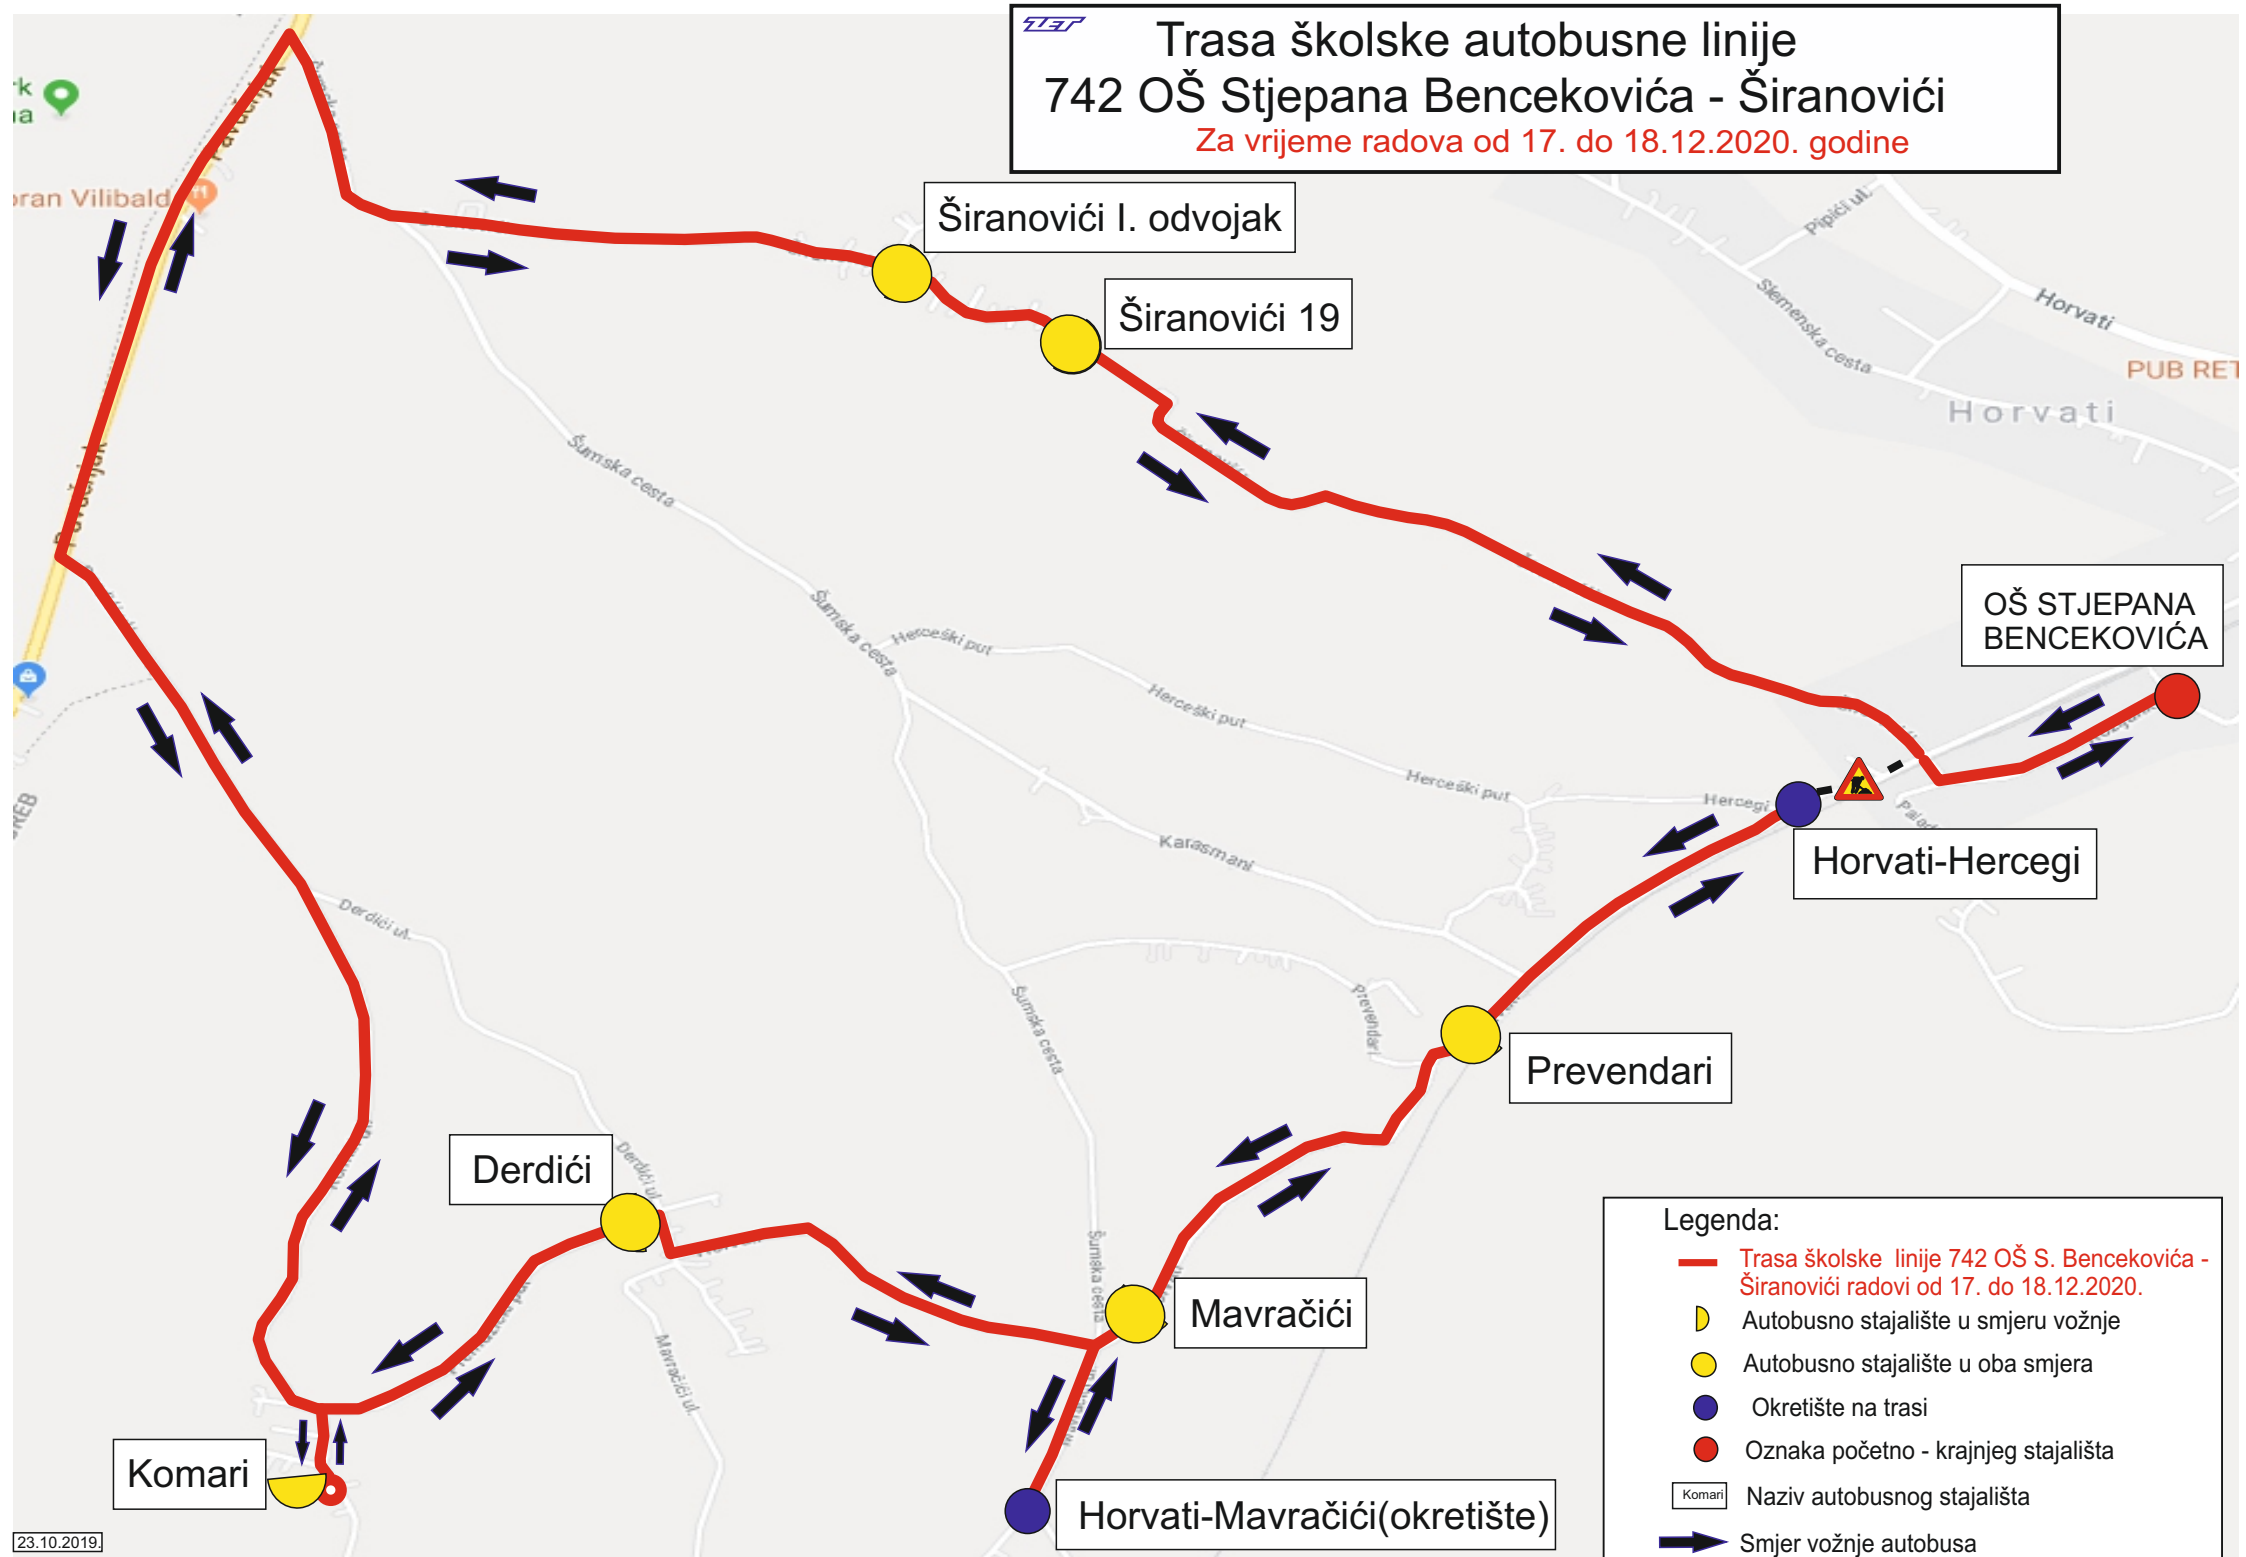 ZET
Trasa školske autobusne linije
742 OŠ Stjepana Bencekovića - Širanovići
Za vrijeme radova od 17. do 18.12.2020. godine
Širanovići I. odvojak
Širanovići 19
oran Vilibald
Pipići ul.
Slemenska cesta
Horvati
PUB RET
Horvati
Šumska cesta
Šumska cesta
Herceški put
Herceški put
Herceški put
Hercegi
Karasmani
OŠ STJEPANA
BENCEKOVIĆA
Horvati-Hercegi
Derdići ul.
Šumska cesta
Prevendari
Prevendari
Derdići
Derdići ul.
Šumska cesta
Mavračići
Mavračići ul.
Komari
Horvati-Mavračići(okretište)
23.10.2019.
Legenda:
Trasa školske linije 742 OŠ S. Bencekovića -
Širanovići radovi od 17. do 18.12.2020.
Autobusno stajalište u smjeru vožnje
Autobusno stajalište u oba smjera
Okretište na trasi
Oznaka početno - krajnjeg stajališta
Komari
Naziv autobusnog stajališta
Smjer vožnje autobusa